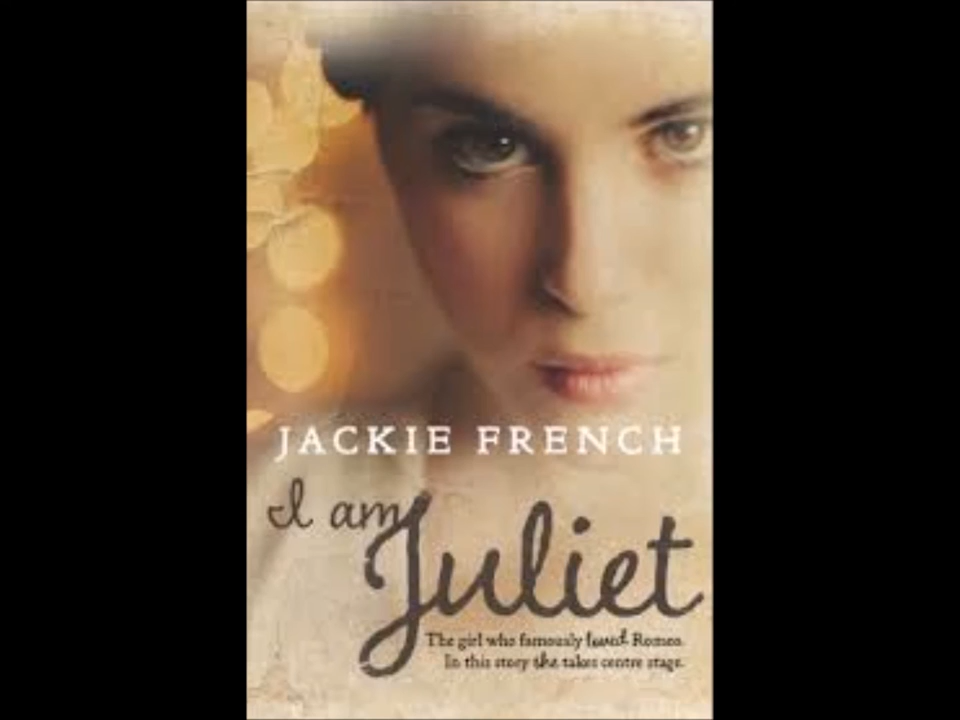 JACKIE FRENCH
I am
Juliet
The girl who famously loved Romeo.
In this story she takes centre stage.